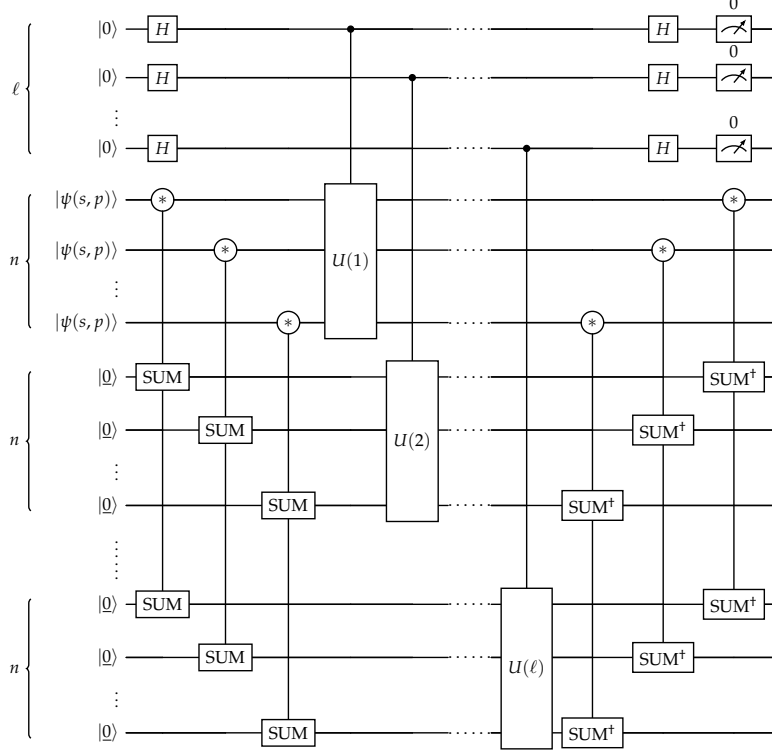 0
|0⟩ H ····· H
0
|0⟩ H ····· H
ℓ
⋮
0
|0⟩ H ····· H
|ψ(s, p)⟩ * ····· *
|ψ(s, p)⟩ * U(1) ····· *
n
⋮
|ψ(s, p)⟩ * ····· *
|0⟩ SUM ····· SUM†
|0⟩ SUM U(2) ····· SUM†
n
⋮
|0⟩ SUM ····· SUM†
⋮
|0⟩ SUM ····· SUM†
|0⟩ SUM ····· U(ℓ) SUM†
n
⋮
|0⟩ SUM ····· SUM†